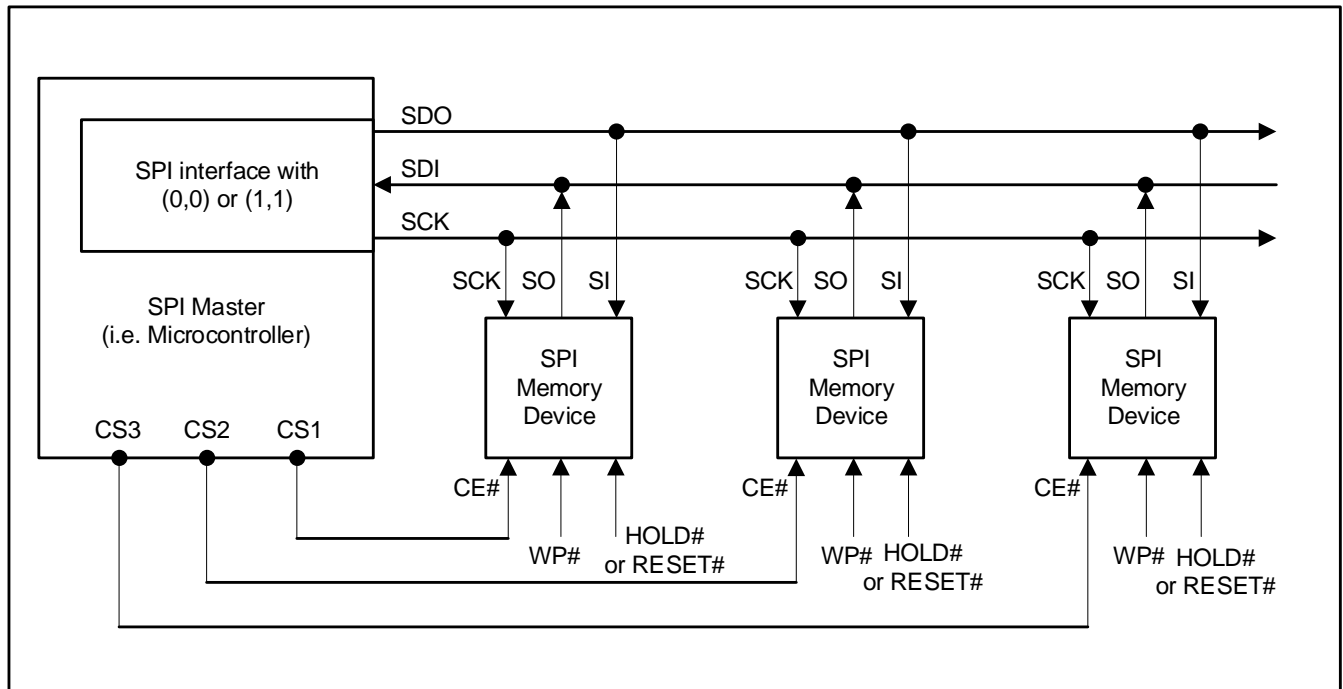 SDO
SPI interface with
(0,0) or (1,1)
SDI
SCK
SPI Master
(i.e. Microcontroller)
SCK SO SI
SCK SO SI
SCK SO SI
SPI
Memory
Device
SPI
Memory
Device
SPI
Memory
Device
CS3 CS2 CS1
CE#
WP#
HOLD#
or RESET#
CE#
WP#
HOLD#
or RESET#
CE#
WP#
HOLD#
or RESET#